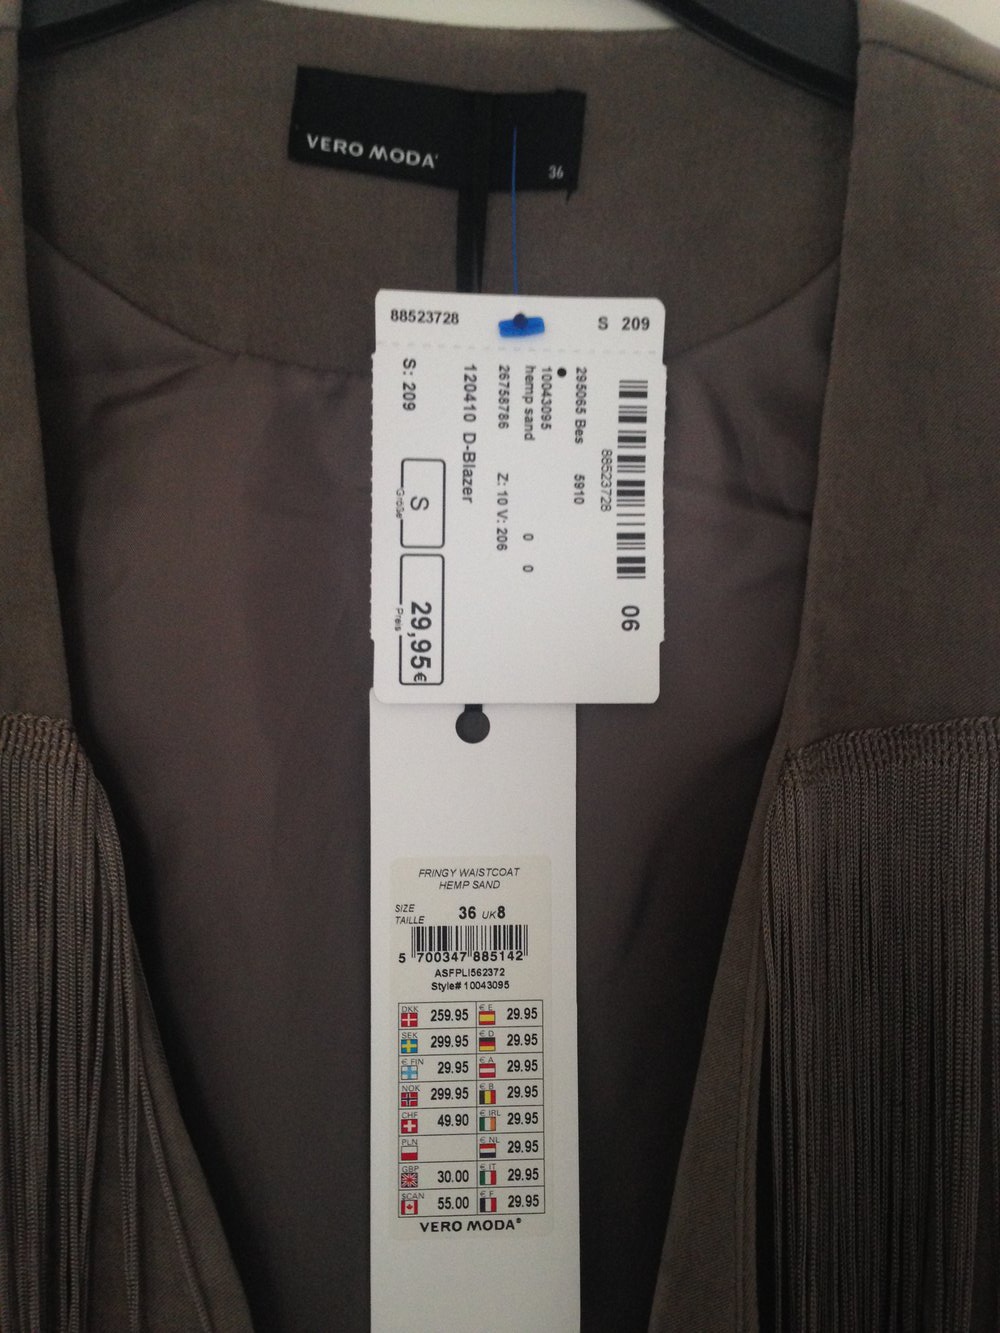 VERO MODA
36
88523728
S 209
06
88523728
295065 Bes 5910
10043095
hemp sand 0 0
26758786 Z: 10 V: 206
120410 D-Blazer
S: 209
S
Größe
29,95€
Preis
FRINGY WAISTCOAT
HEMP SAND
SIZE
TAILLE
36 UK8
5 700347 885142
ASFPLI562372
Style# 10043095
DKK 259.95 € E 29.95
SEK 299.95 € D 29.95
€ FIN 29.95 € A 29.95
NOK 299.95 € B 29.95
CHF 49.90 € IRL 29.95
PLN € NL 29.95
GBP 30.00 € IT 29.95
$CAN 55.00 € F 29.95
VERO MODA®